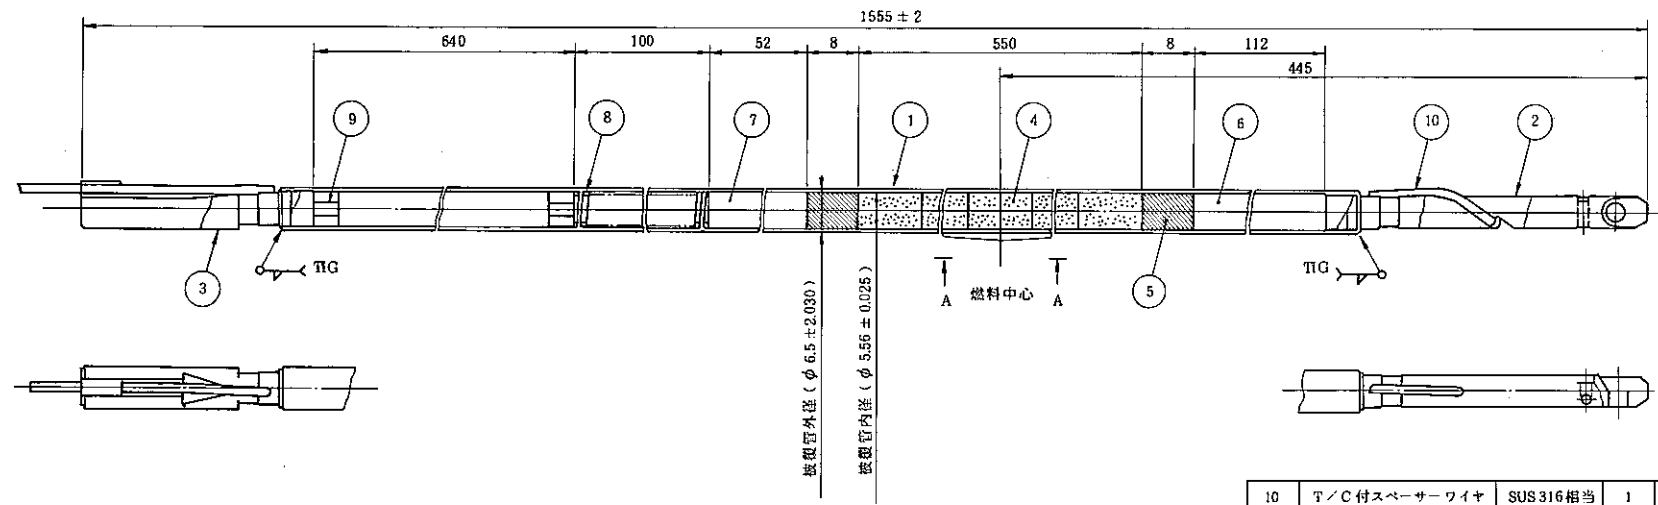 1555 ± 2
640 100 52 8 550 8 112
445
9 8 7 1 4 6 10 2
3 TIG A 燃料中心 A 5 TIG
被覆管外径 ( φ 6.5 ± 2.030 )
被覆管内径 ( φ 5.56 ± 0.025 )
10 T/C付スペーサーワイヤ SUS316相当 1